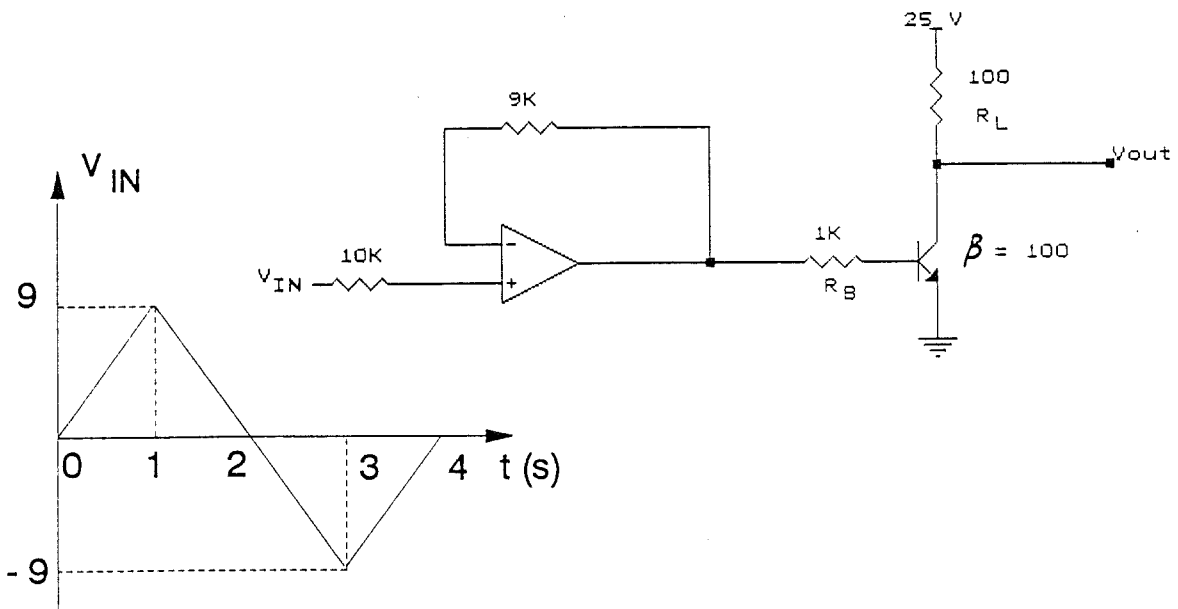 25 V
100
R L
9K
Vout
V IN
10K
-
1K
β = 100
V IN
+
R B
9
0
1
2
3
4
t (s)
- 9